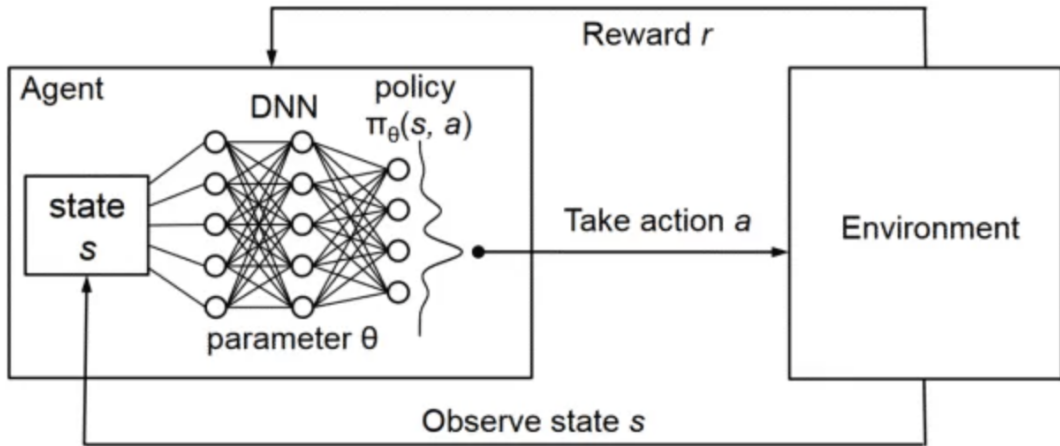 Reward r
Agent
policy
DNN
πθ(s, a)
state
s
Take action a
Environment
parameter θ
Observe state s